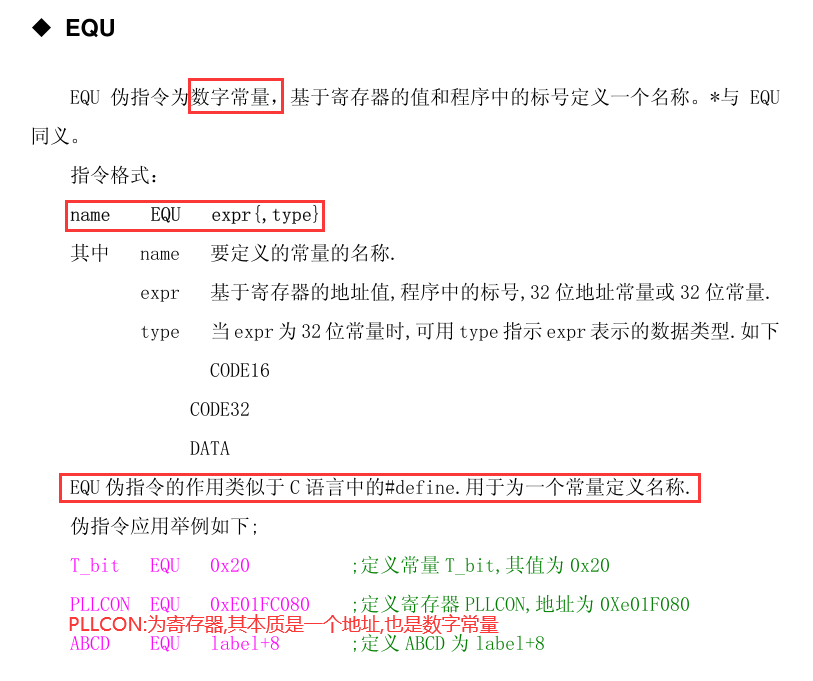 ◆ EQU
EQU 伪指令为数字常量，基于寄存器的值和程序中的标号定义一个名称。*与 EQU
同义。
指令格式:
name EQU expr{,type}
其中 name 要定义的常量的名称.
expr 基于寄存器的地址值,程序中的标号,32 位地址常量或 32 位常量.
type 当 expr 为 32 位常量时,可用 type 指示 expr 表示的数据类型.如下
CODE16
CODE32
DATA
EQU 伪指令的作用类似于 C 语言中的#define.用于为一个常量定义名称.
伪指令应用举例如下;
T_bit EQU 0x20 ;定义常量 T_bit,其值为 0x20
PLLCON EQU 0xE01FC080 ;定义寄存器 PLLCON,地址为 0Xe01F080
PLLCON:为寄存器,其本质是一个地址,也是数字常量
ABCD EQU label+8 ;定义 ABCD 为 label+8